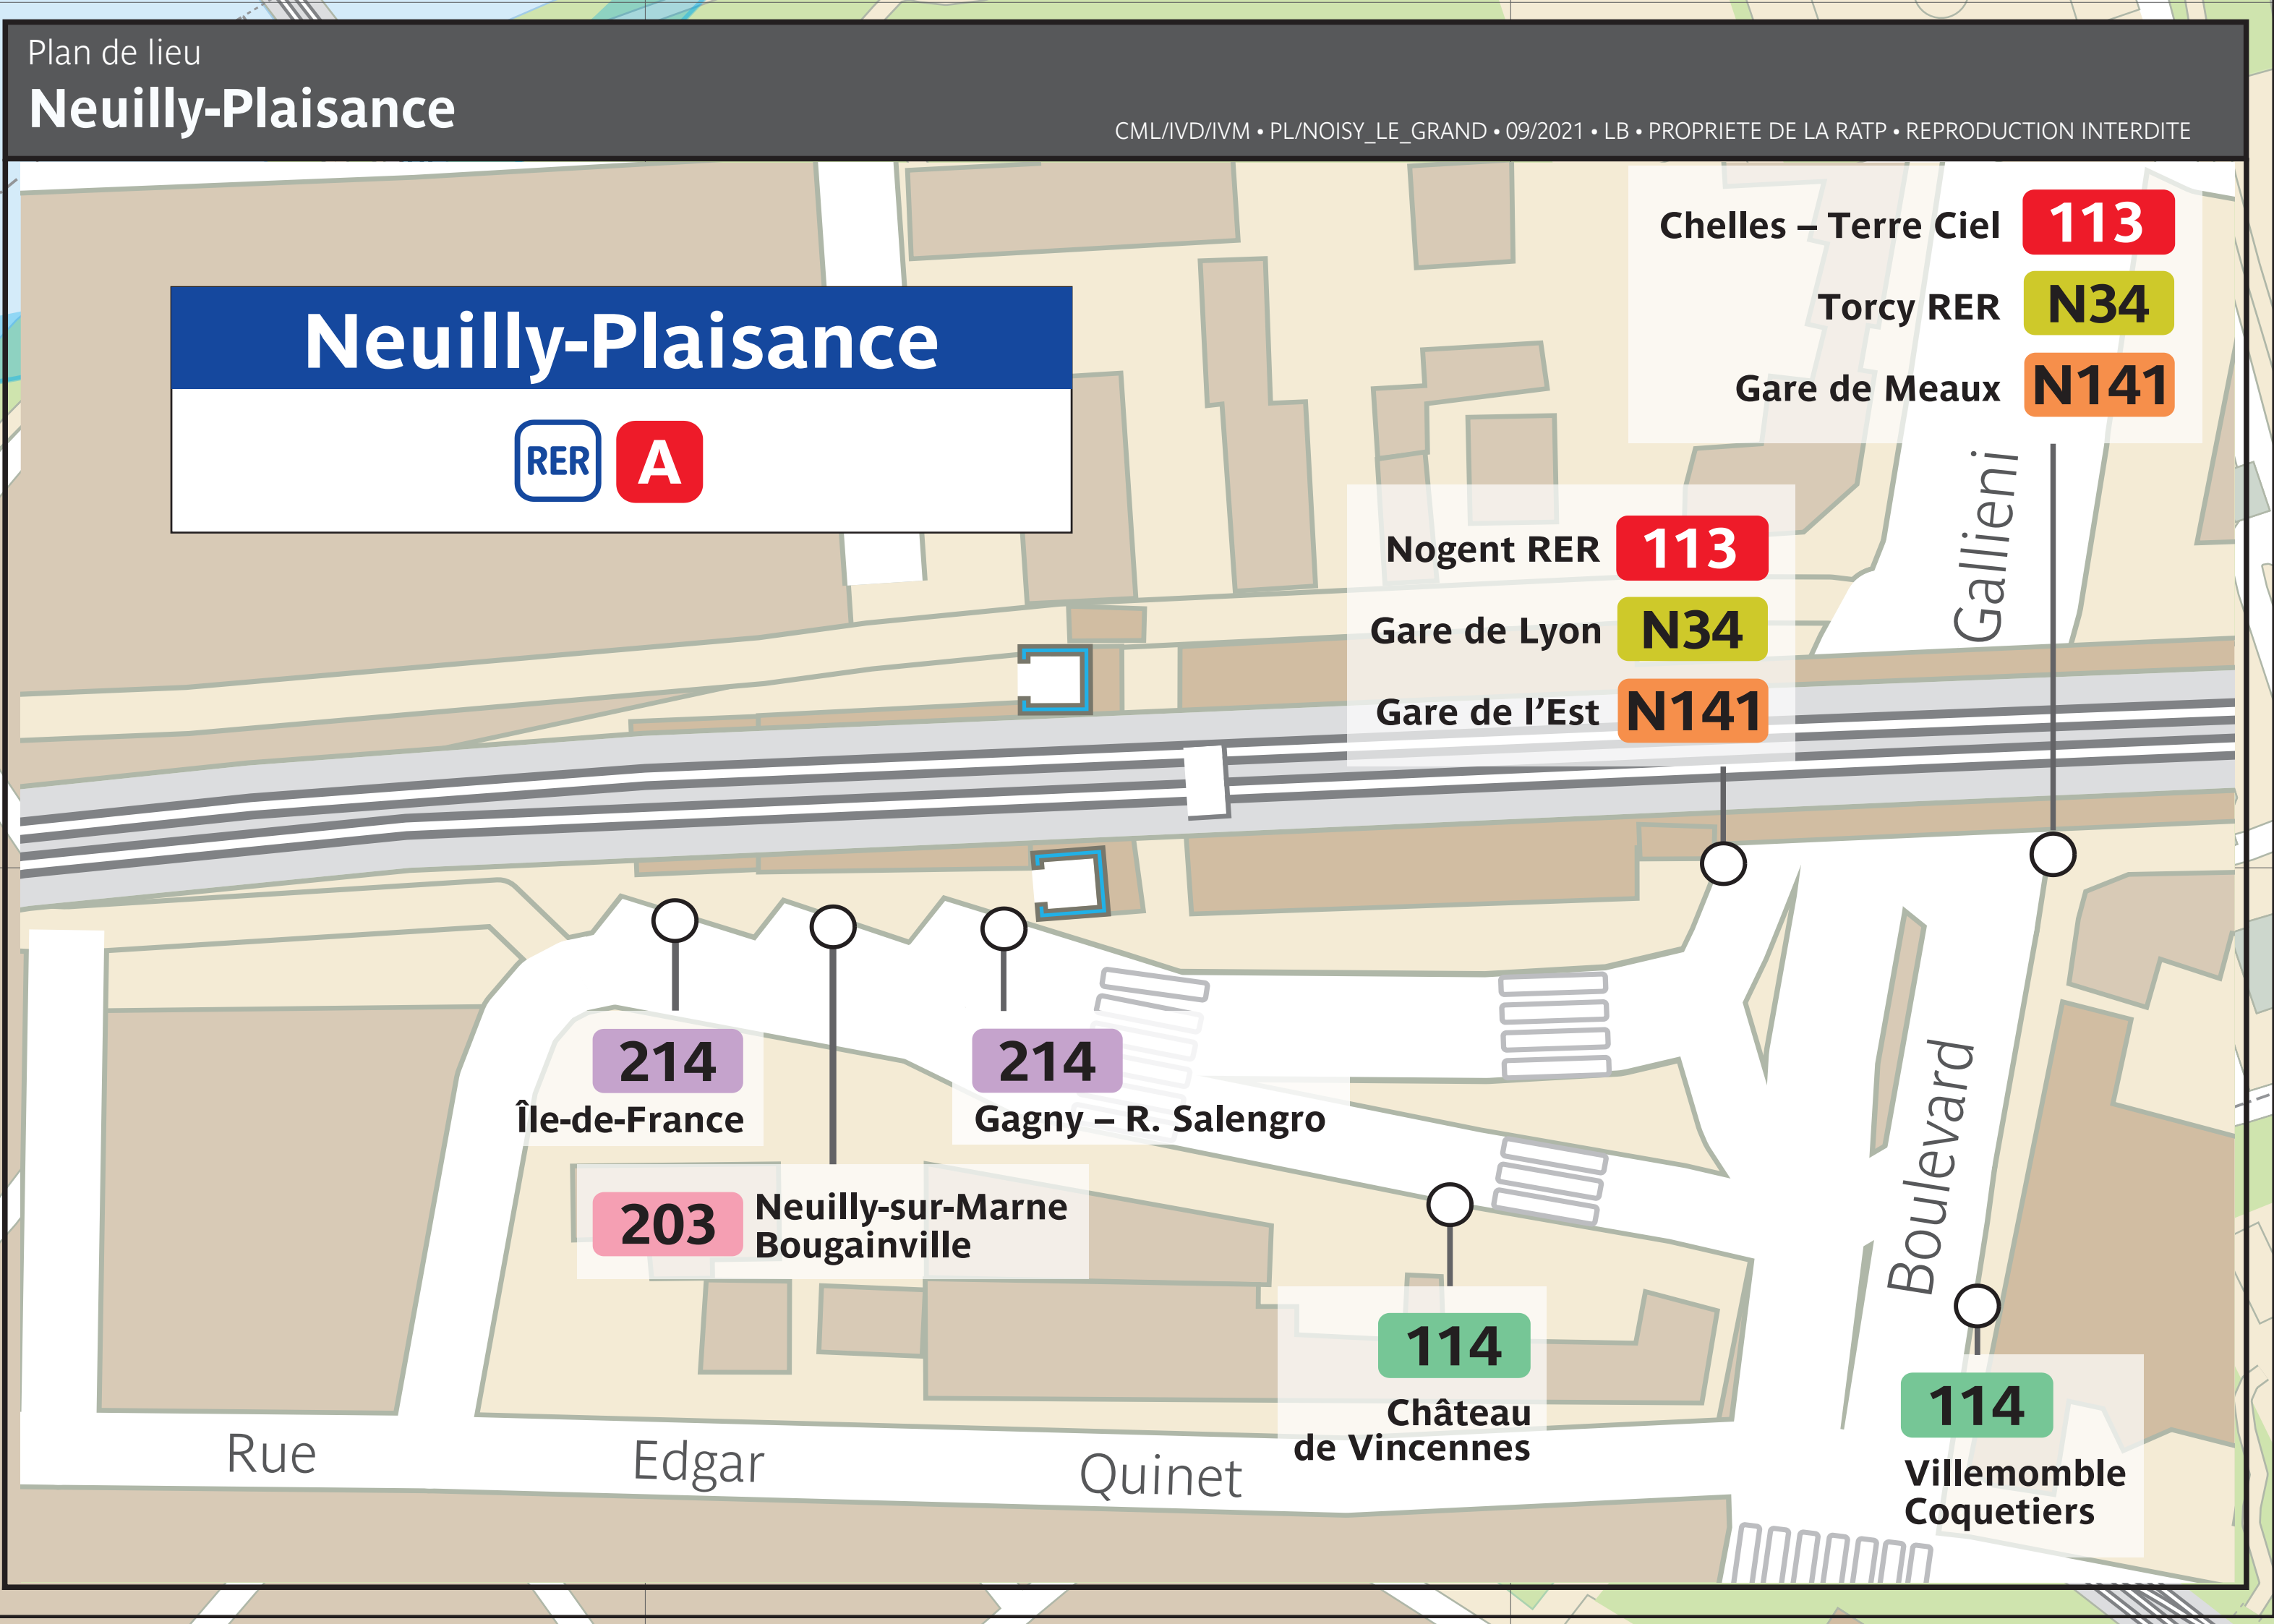 Plan de lieu
Neuilly-Plaisance
CML/IVD/IVM • PL/NOISY_LE_GRAND • 09/2021 • LB • PROPRIETE DE LA RATP • REPRODUCTION INTERDITE
Chelles – Terre Ciel 113
Torcy RER N34
Gare de Meaux N141
Neuilly-Plaisance
RER A
Gallieni
Nogent RER 113
Gare de Lyon N34
Gare de l’Est N141
214
Île-de-France
214
Gagny – R. Salengro
203 Neuilly-sur-Marne
Bougainville
Boulevard
114
Château
de Vincennes
114
Villemomble
Coquetiers
Rue Edgar Quinet